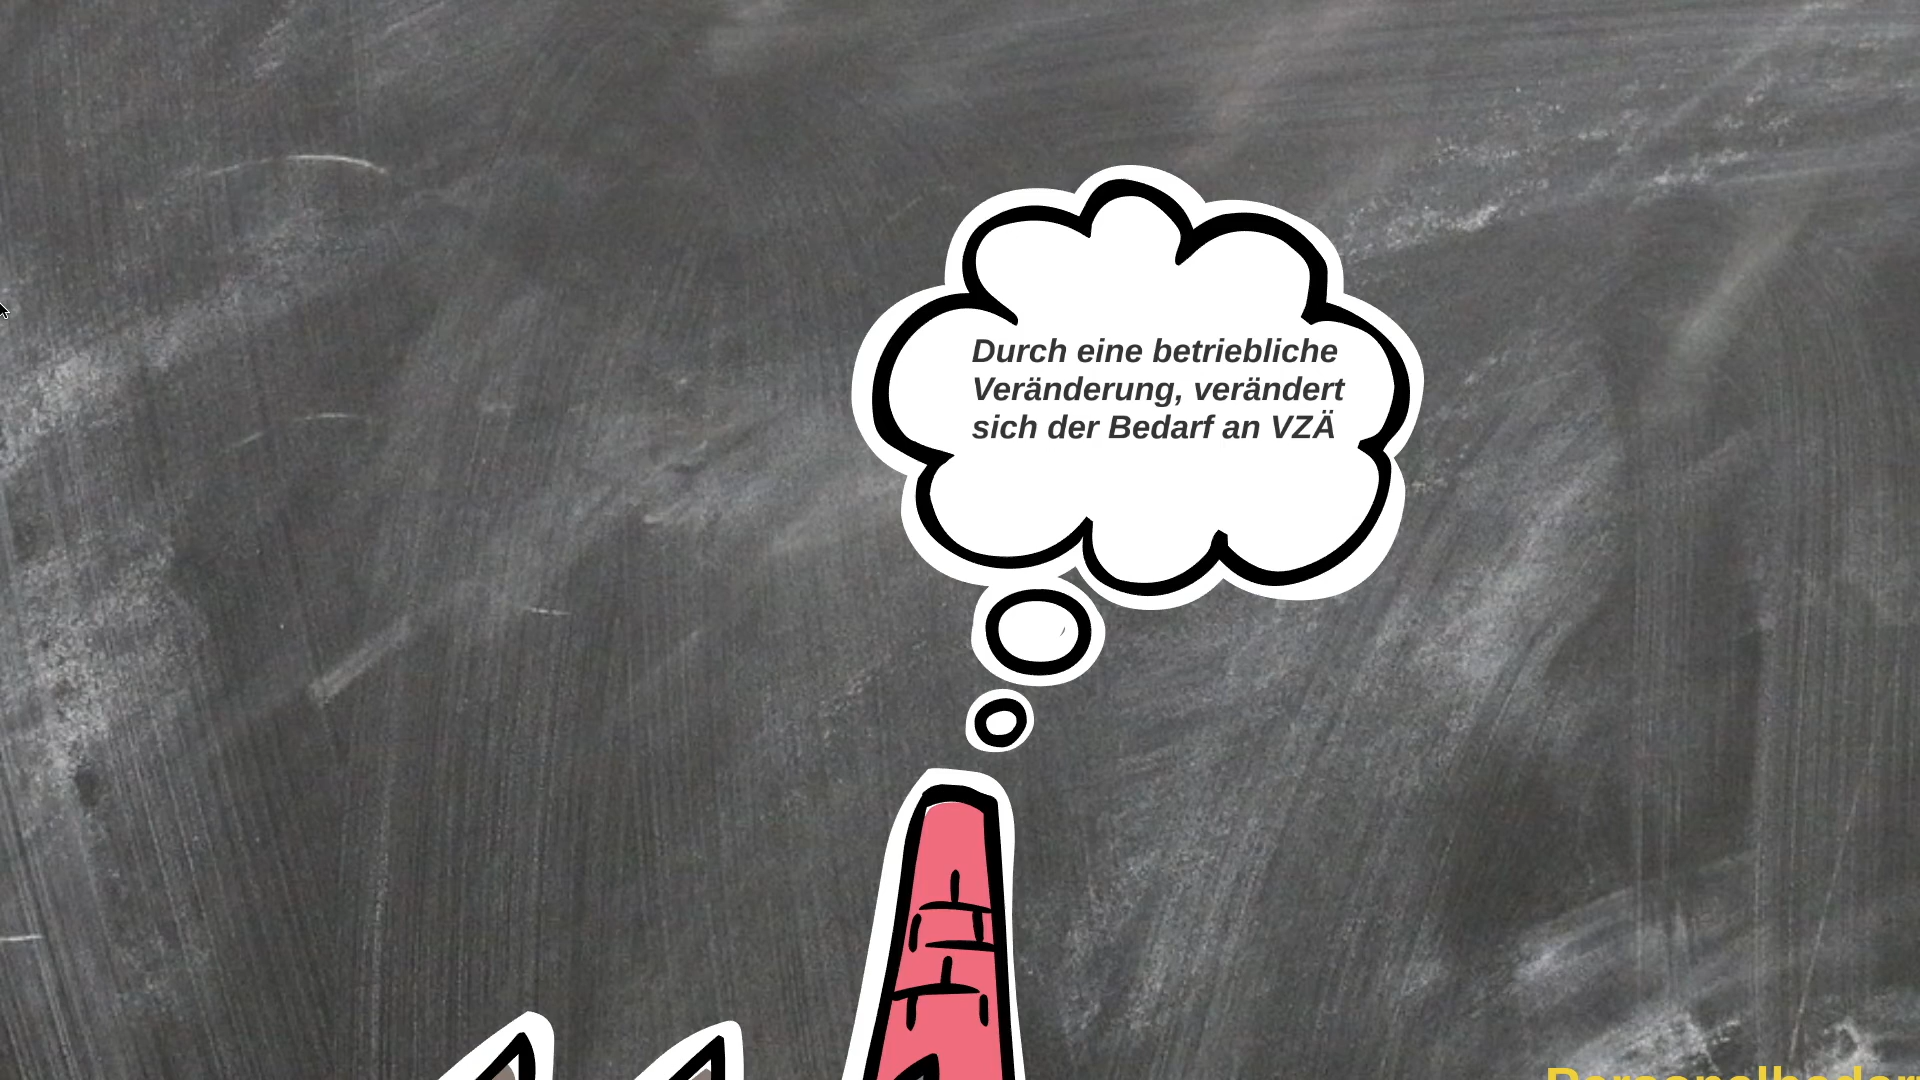 Durch eine betriebliche
Veränderung, verändert
sich der Bedarf an VZÄ